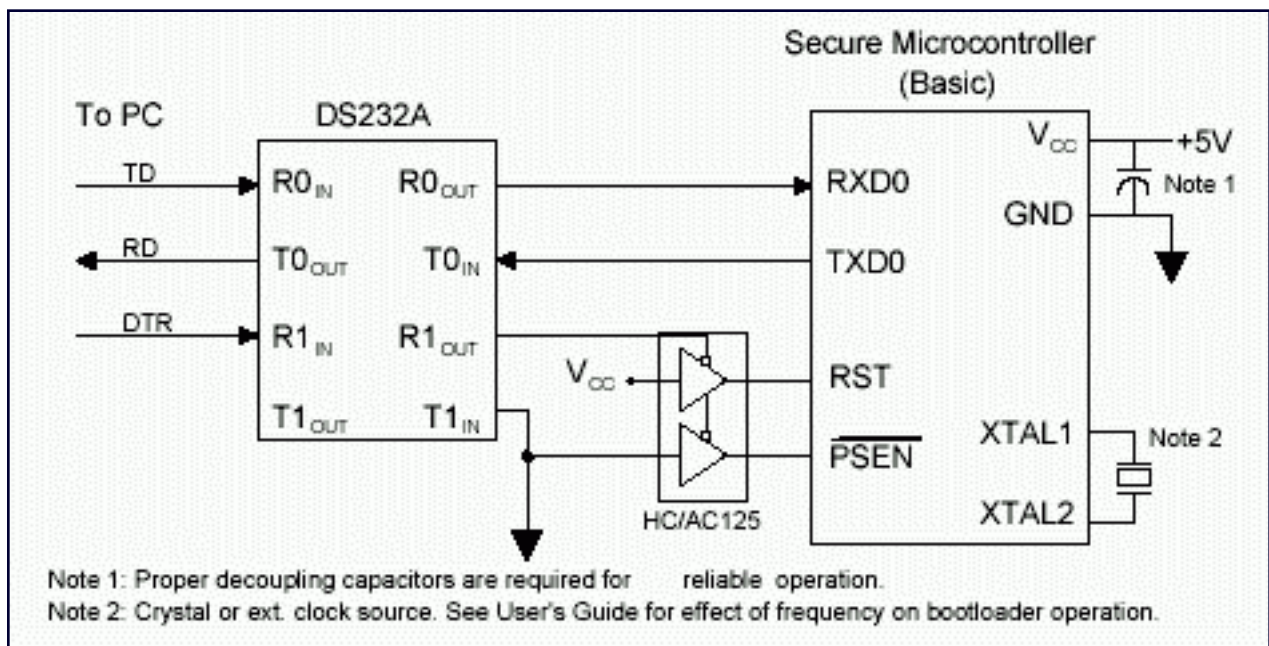 Secure Microcontroller
(Basic)
To PC
DS232A
TD
R0IN
R0OUT
RXD0
VCC
+5V
Note 1
GND
RD
T0OUT
T0IN
TXD0
DTR
R1IN
R1OUT
VCC
RST
T1OUT
T1IN
PSEN
XTAL1
Note 2
XTAL2
HC/AC125
Note 1: Proper decoupling capacitors are required for reliable operation.
Note 2: Crystal or ext. clock source. See User's Guide for effect of frequency on bootloader operation.